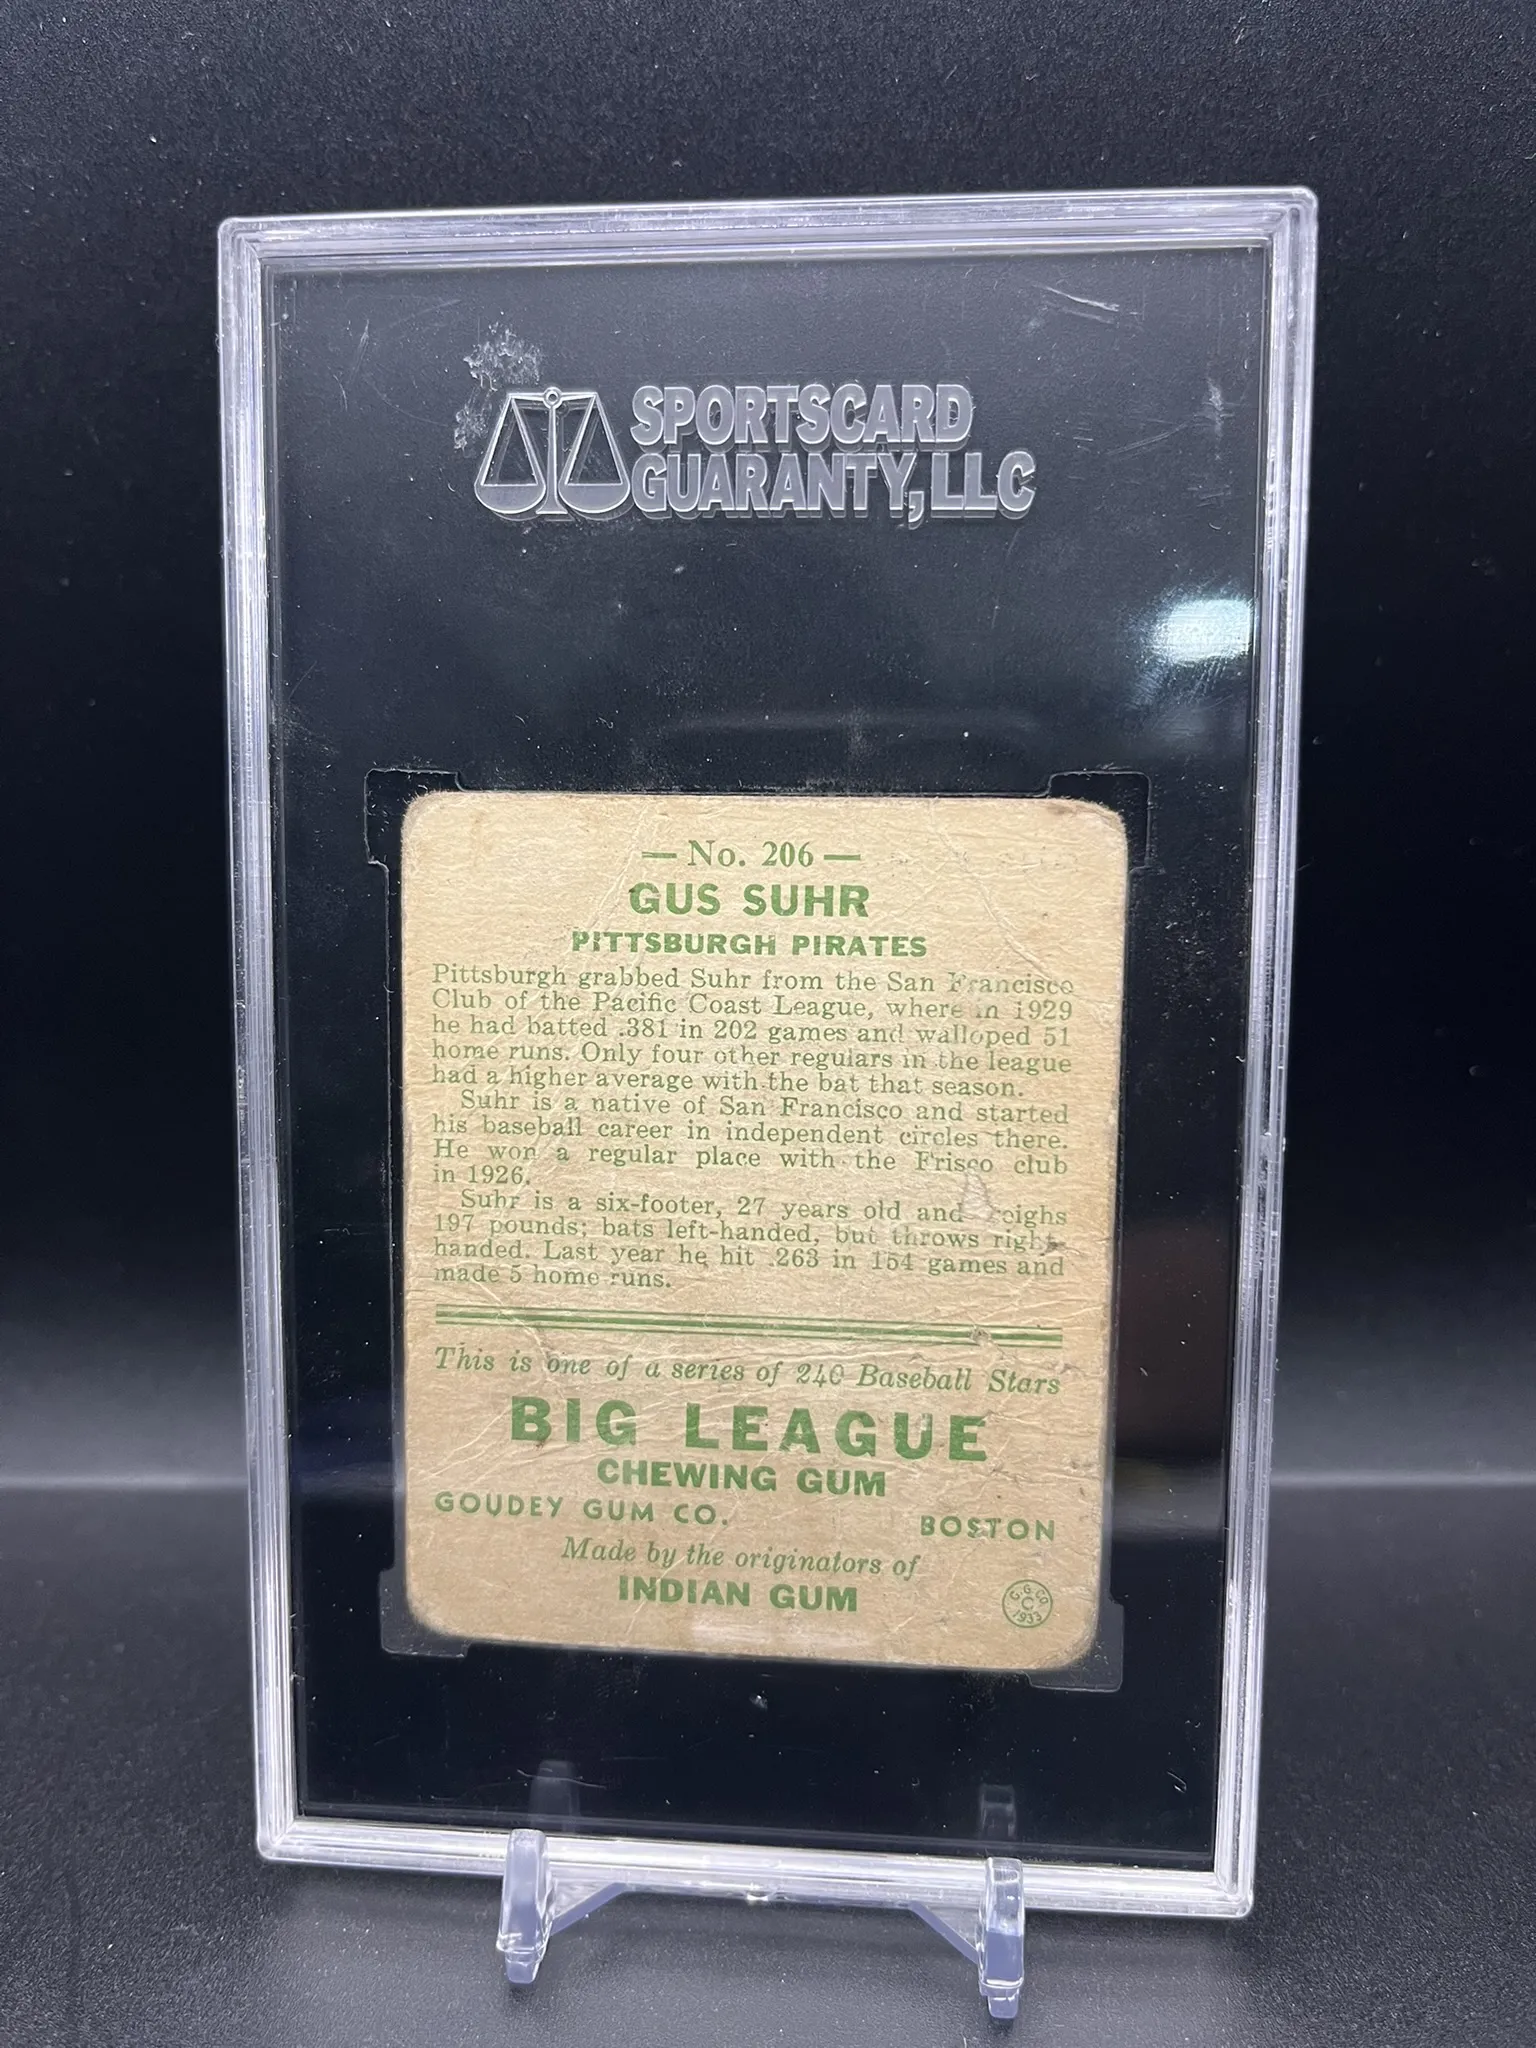 SPORTSCARD
GUARANTY, LLC
— No. 206 —
GUS SUHR
PITTSBURGH PIRATES
Pittsburgh grabbed Suhr from the San Francisco
Club of the Pacific Coast League, where in 1929
he had batted .381 in 202 games and walloped 51
home runs. Only four other regulars in the league
had a higher average with the bat that season.
Suhr is a native of San Francisco and started
his baseball career in independent circles there.
He won a regular place with the Frisco club
in 1926.
Suhr is a six-footer, 27 years old and
197 pounds; bats left-handed, but throws right-
handed. Last year he hit .263 in 154 games and
made 5 home runs.
This is one of a series of 240 Baseball Stars
BIG LEAGUE
CHEWING GUM
GOUDEY GUM CO. BOSTON
Made by the originators of
INDIAN GUM
G. G. Co.
C
1933